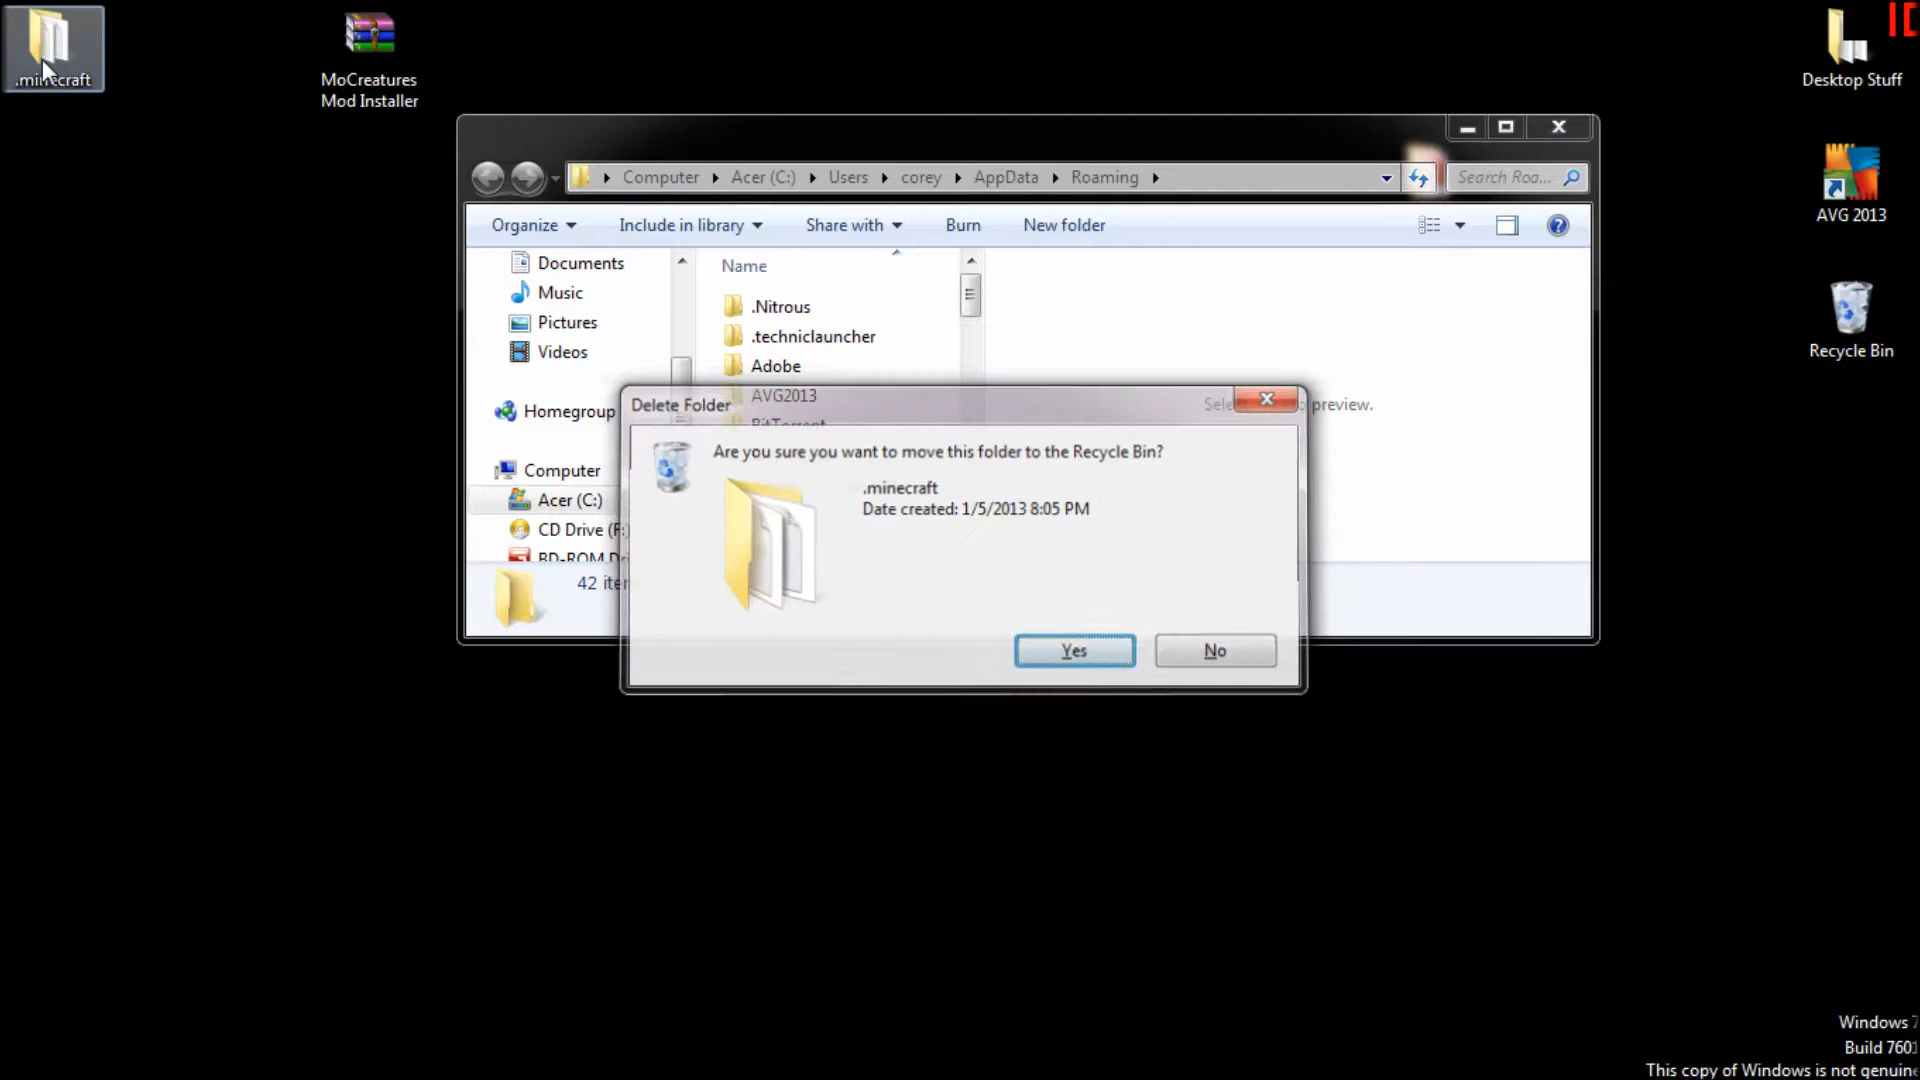 .minecraft
MoCreatures
Mod Installer
Desktop Stuff
AVG 2013
Recycle Bin
Computer
Acer (C:)
Users
corey
AppData
Roaming
Search Roa...
Organize
Include in library
Share with
Burn
New folder
Documents
Music
Pictures
Videos
Homegroup
Computer
Acer (C:)
CD Drive (F:
BD-ROM Dri
Name
.Nitrous
.techniclauncher
Adobe
AVG2013
BitTorrent
Sele
preview.
42 ite
Delete Folder
Are you sure you want to move this folder to the Recycle Bin?
.minecraft
Date created: 1/5/2013 8:05 PM
Yes
No
Windows 7
Build 7601
This copy of Windows is not genuine